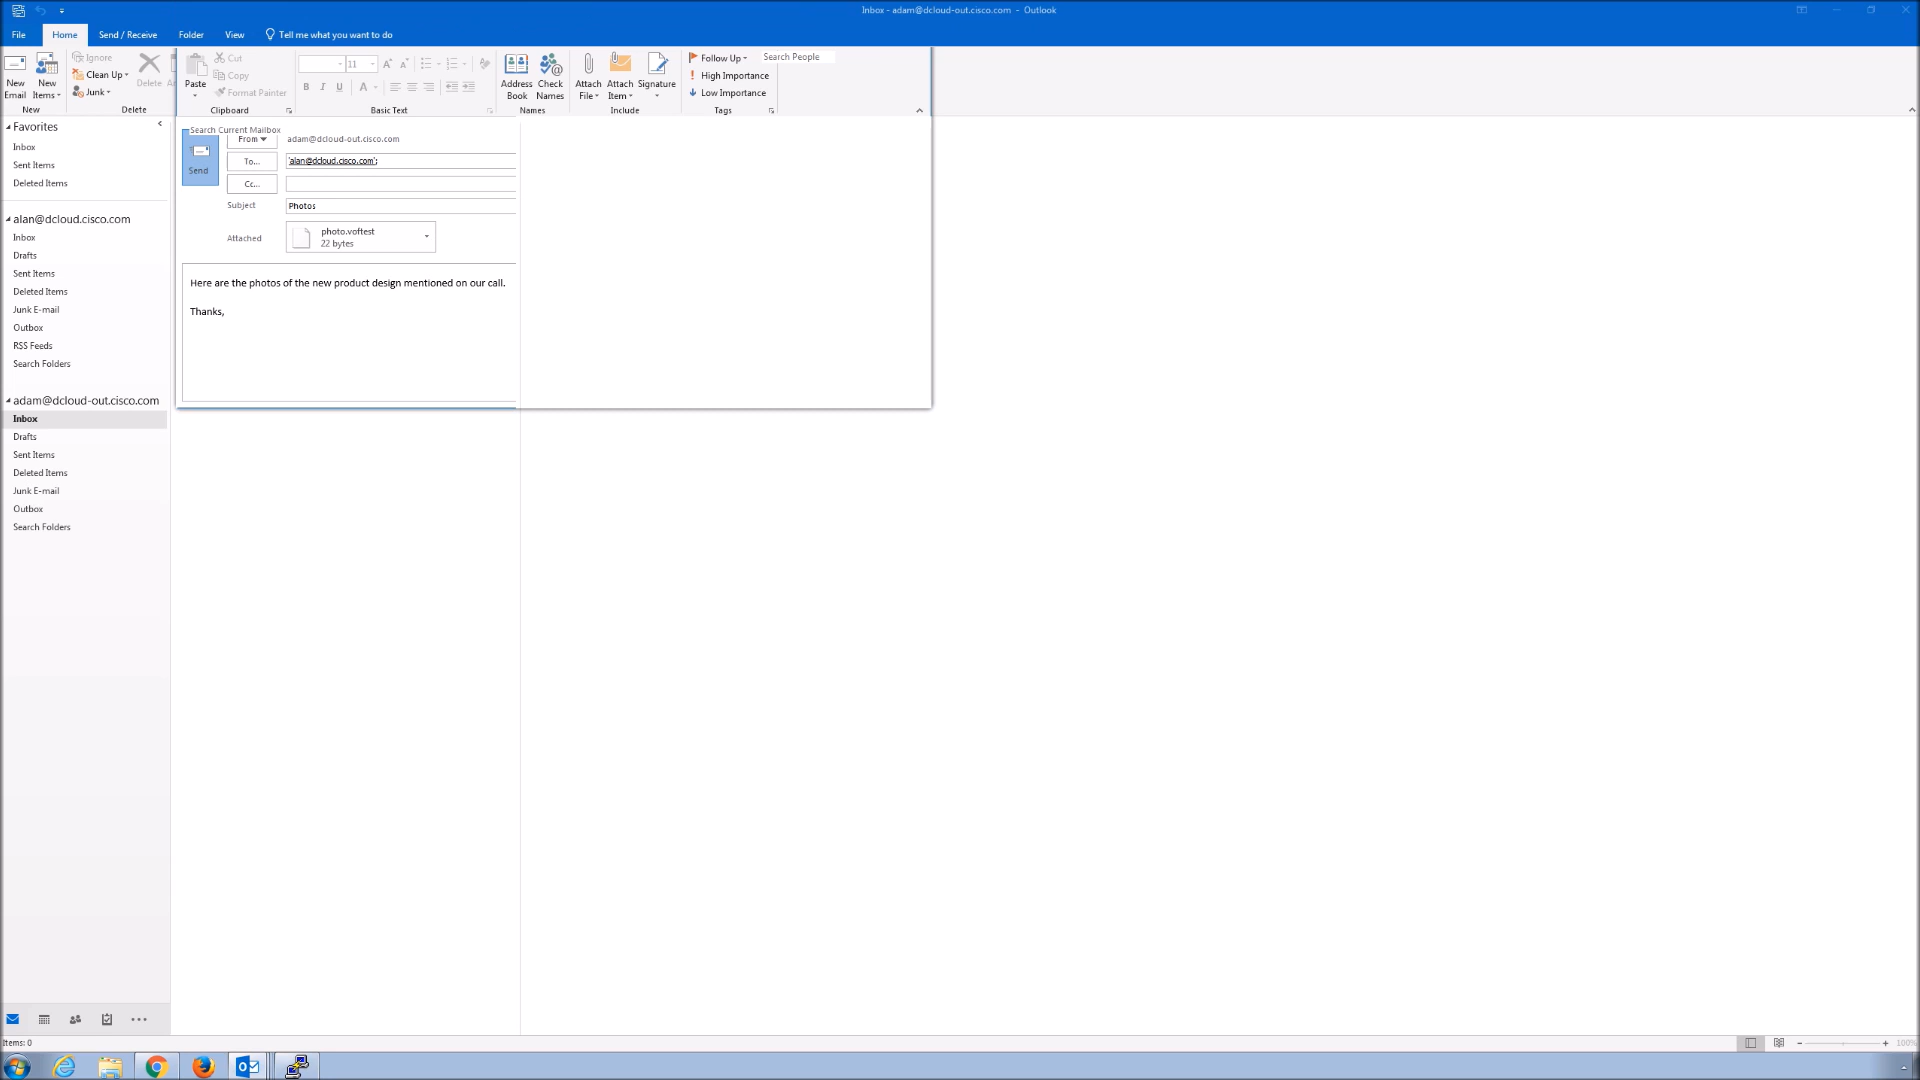 Inbox - adam@dcloud-out.cisco.com - Outlook
File Home Send / Receive Folder View Tell me what you want to do
New Email
New Items
New
Ignore
Clean Up
Junk
Delete
Delete
Paste
Cut
Copy
Format Painter
Clipboard
11
B I U A
Basic Text
Address Book
Check Names
Names
Attach File
Attach Item
Signature
Include
Follow Up
High Importance
Low Importance
Tags
Search People
Favorites
Inbox
Sent Items
Deleted Items
alan@dcloud.cisco.com
Inbox
Drafts
Sent Items
Deleted Items
Junk E-mail
Outbox
RSS Feeds
Search Folders
adam@dcloud-out.cisco.com
Inbox
Drafts
Sent Items
Deleted Items
Junk E-mail
Outbox
Search Folders
Search Current Mailbox
Send
From adam@dcloud-out.cisco.com
To... 'alan@dcloud.cisco.com';
Cc...
Subject Photos
Attached photo.voftest
22 bytes
Here are the photos of the new product design mentioned on our call.
Thanks,
Items: 0
100%